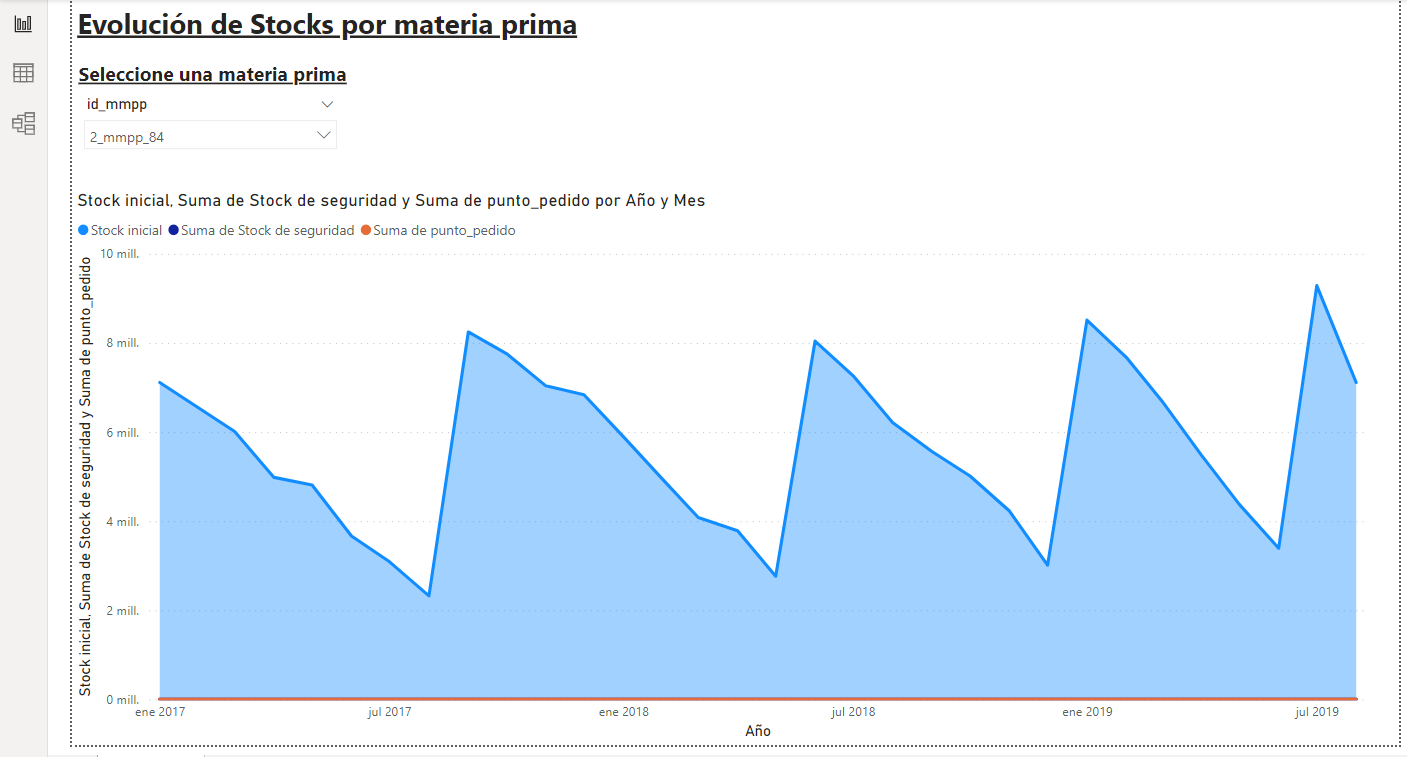 Evolución de Stocks por materia prima
Seleccione una materia prima
id_mmpp
2_mmpp_84
Stock inicial, Suma de Stock de seguridad y Suma de punto_pedido por Año y Mes
Stock inicial Suma de Stock de seguridad Suma de punto_pedido
Stock inicial, Suma de Stock de seguridad y Suma de punto_pedido
10 mill.
8 mill.
6 mill.
4 mill.
2 mill.
0 mill.
ene 2017 jul 2017 ene 2018 jul 2018 ene 2019 jul 2019
Año